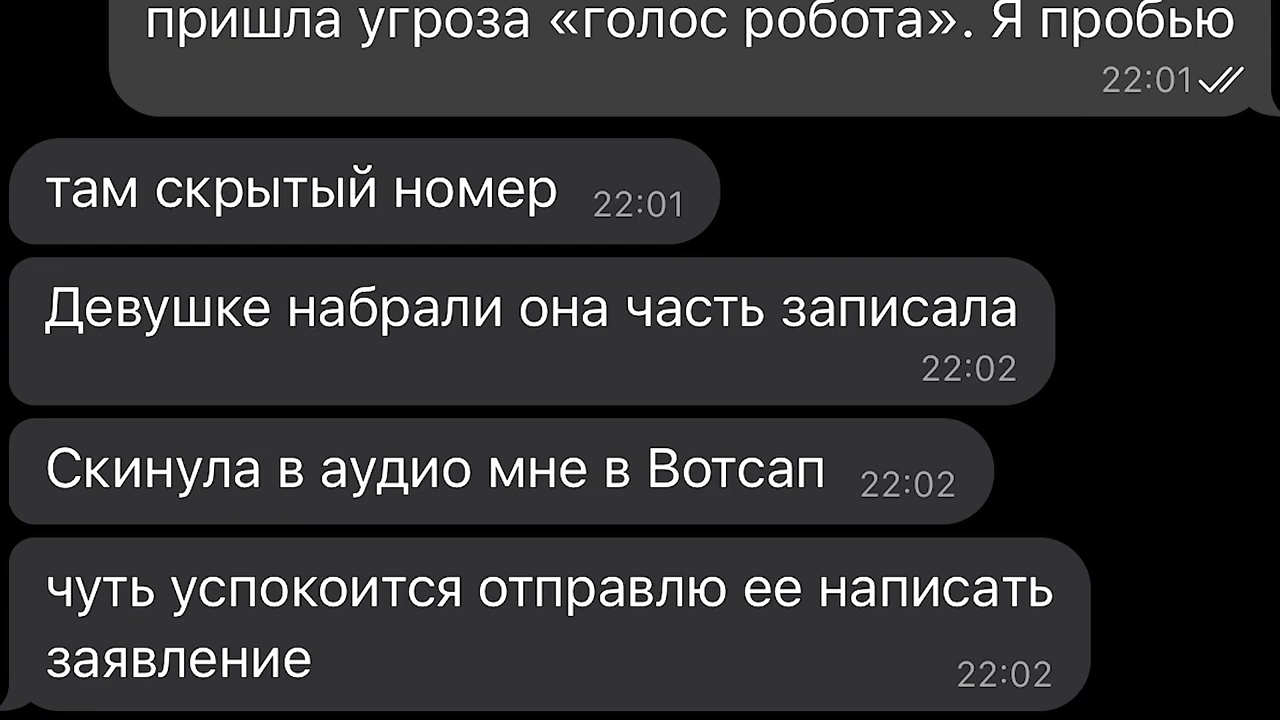 пришла угроза «голос робота». Я пробью
22:01
там скрытый номер 22:01
Девушке набрали она часть записала
22:02
Скинула в аудио мне в Вотсап 22:02
чуть успокоится отправлю ее написать
заявление 22:02